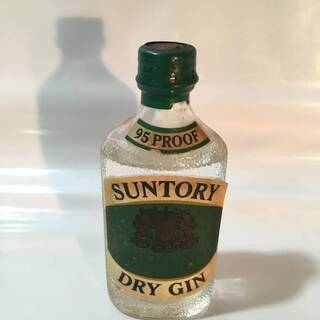 95 PROOF
SUNTORY
DRY GIN